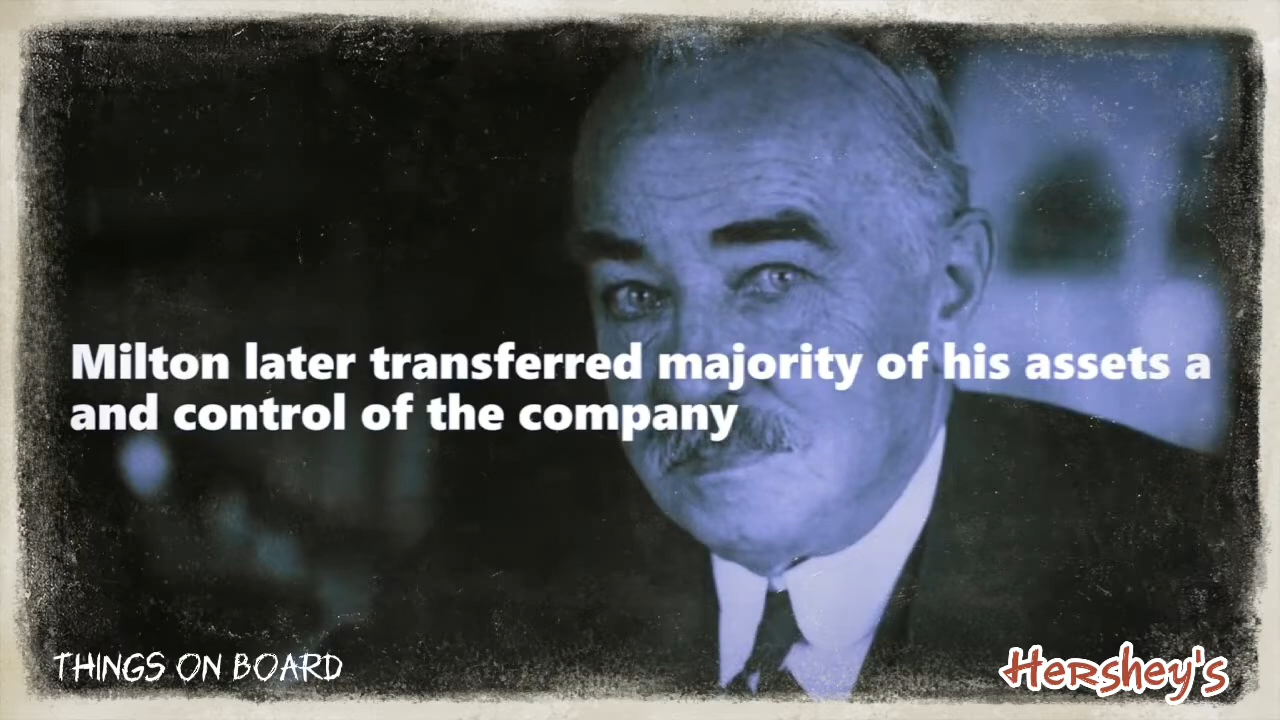 Milton later transferred majority of his assets a
and control of the company
THINGS ON BOARD
Hershey's